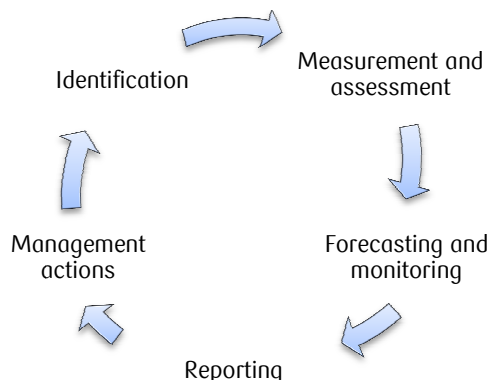 Identification
Measurement and
assessment
Forecasting and
monitoring
Reporting
Management
actions